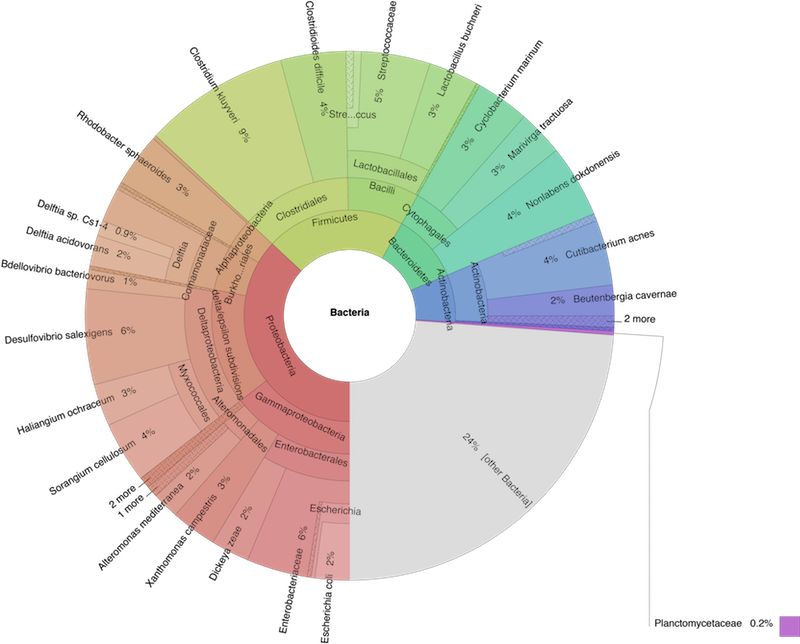 Clostridioides difficile 4%
Streptococcaceae 5%
Stre...ccus
Lactobacillus buchneri 3%
Cyclobacterium marinum 3%
Marivirga tractuosa 3%
Nonlabens dokdonensis 4%
Cutibacterium acnes 4%
Beutenbergia cavernae 2%
2 more
Clostridium kluyveri 9%
Rhodobacter sphaeroides 3%
Delftia sp. Cs1-4 0.9%
Delftia acidovorans 2%
Bdellovibrio bacteriovorus 1%
Desulfovibrio salexigens 6%
Haliangium ochraceum 3%
Sorangium cellulosum 4%
2 more
1 more
Alteromonas mediterranea 2%
Xanthomonas campestris 3%
Dickeya zeae 2%
Enterobacteriaceae 6%
Escherichia coli 2%
Escherichia
Lactobacillales
Bacilli
Clostridiales
Firmicutes
Cytophagales
Bacteroidetes
Actinobacteria
Actinobacteria
Alphaproteobacteria
Burkho...riales
Comamonadaceae
Delftia
Proteobacteria
delta/epsilon subdivisions
Deltaproteobacteria
Myxococcales
Gammaproteobacteria
Alteromonadales
Enterobacterales
Bacteria
24% [other Bacteria]
Planctomycetaceae 0.2%